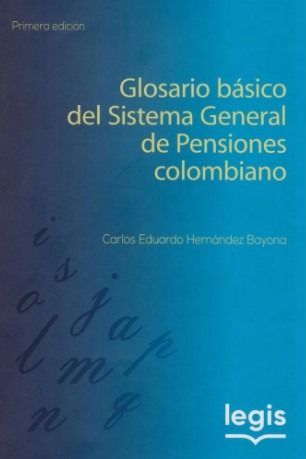 Primera edición
Glosario básico
del Sistema General
de Pensiones
colombiano
Carlos Eduardo Hernández Bayona
i
s
o j a
l m p
n g
legis